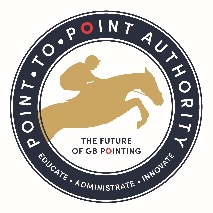 POINT•TO•POINT AUTHORITY
THE FUTURE
OF GB POINTING
EDUCATE • ADMINISTRATE • INNOVATE